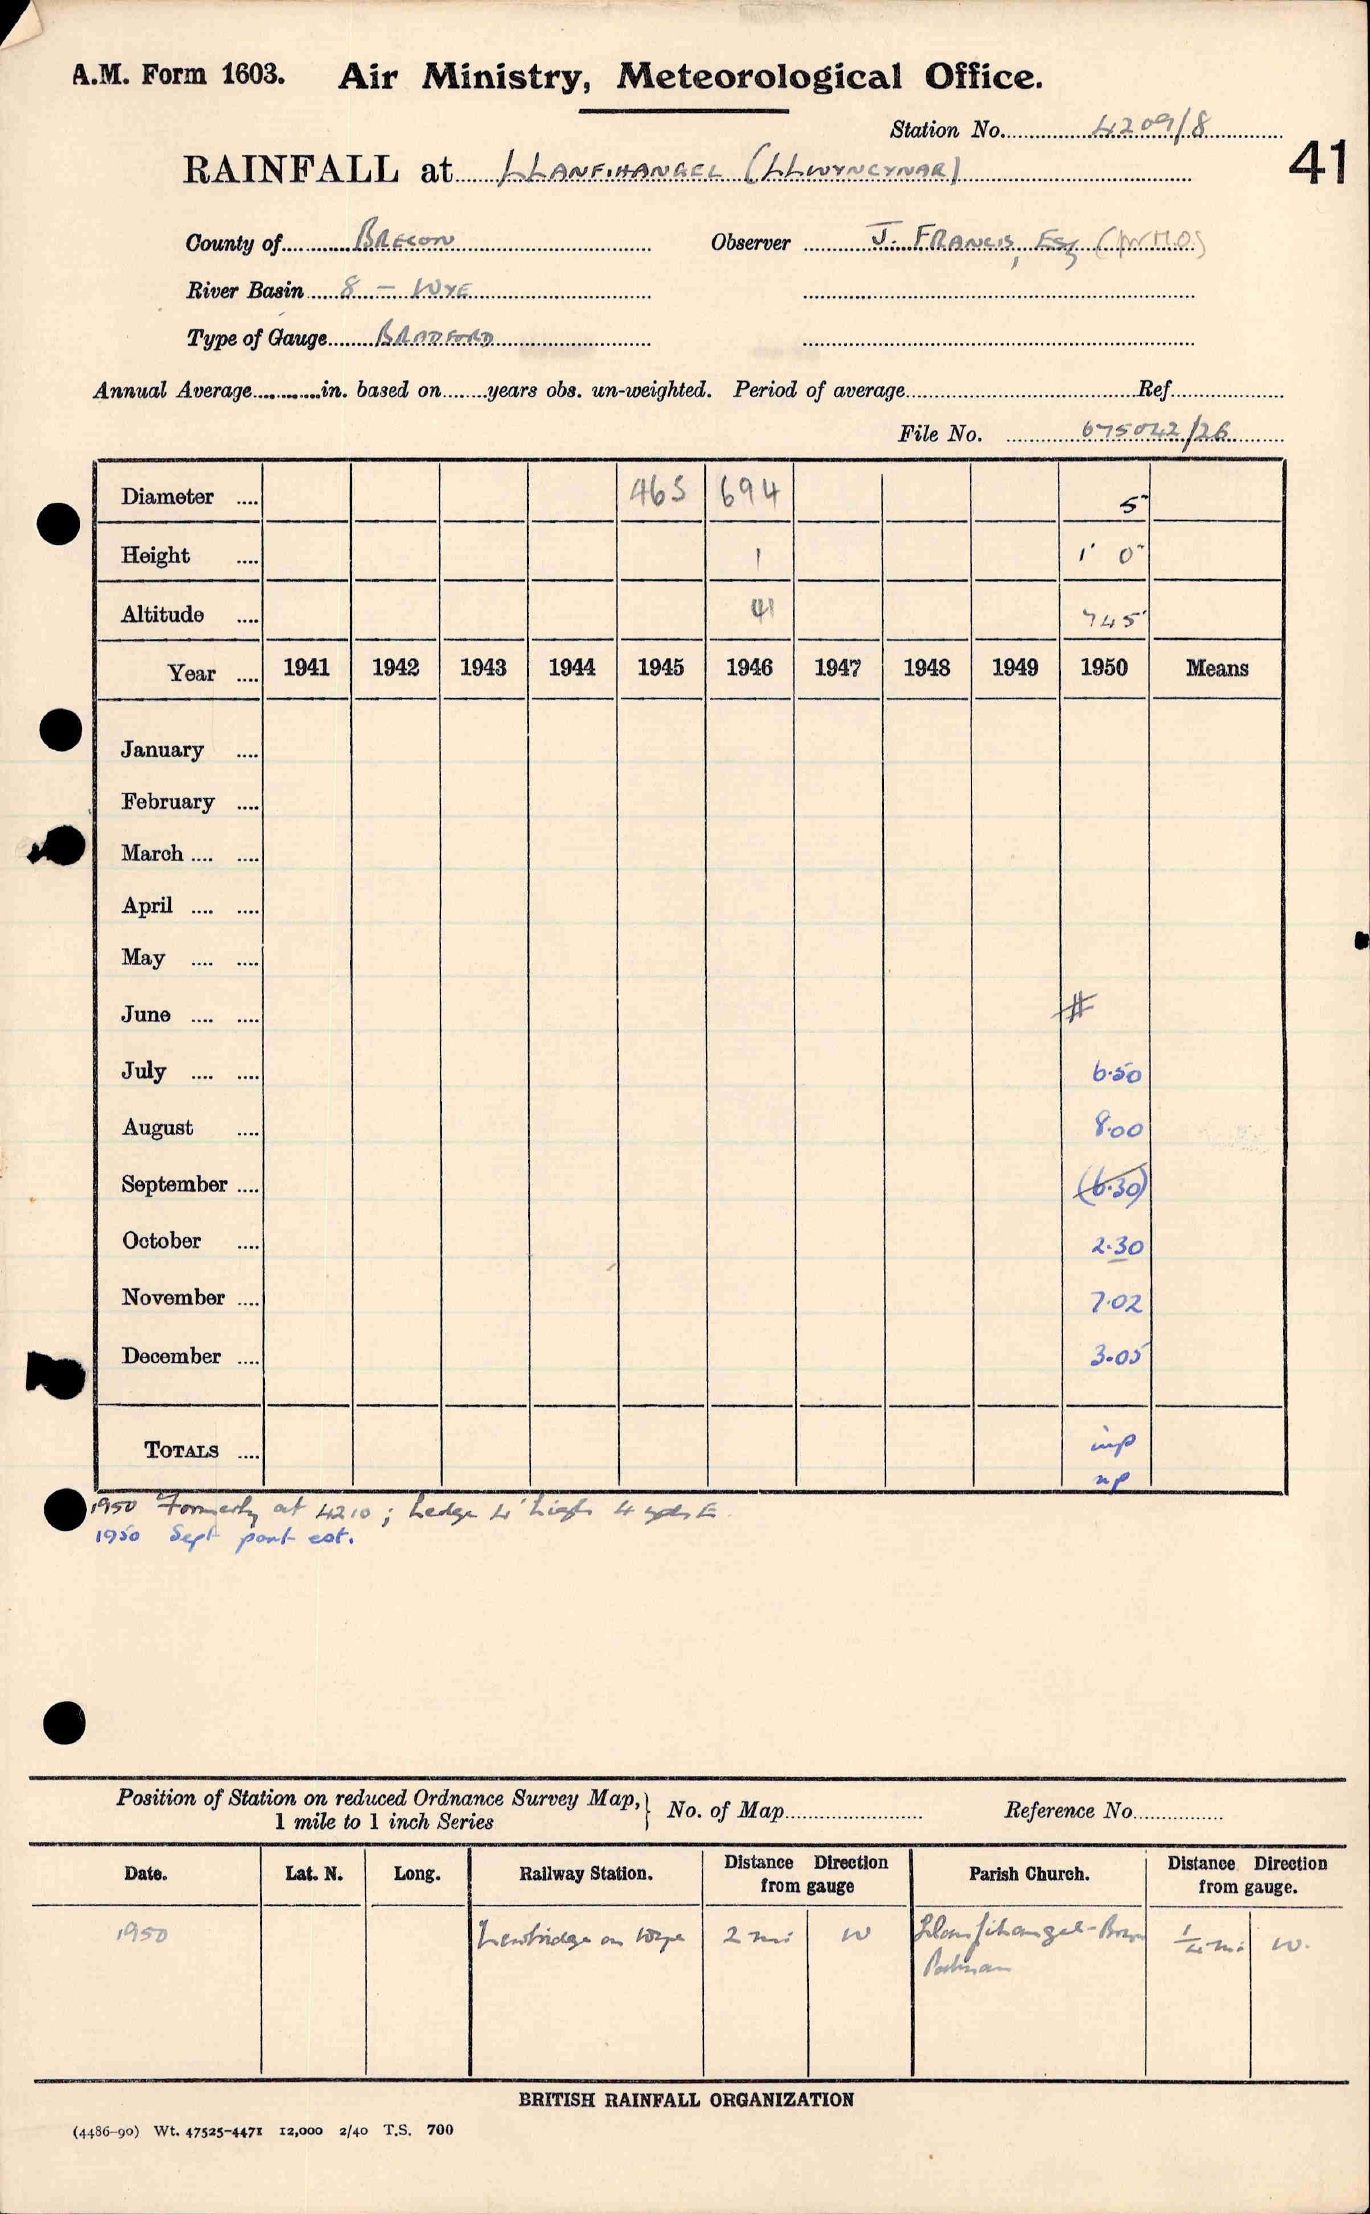 A.M. Form 1603. Air Ministry, Meteorological Office.
Station No. 4209/8
41
RAINFALL at LLANFIHANGEL (LLWYNCYNAR)
County of BRECON Observer J. FRANCIS, ESQ
River Basin 8 - WYE
Type of Gauge BRADFORD
Annual Average in. based on years obs. un-weighted. Period of average Ref.
File No. 675042/26
Diameter 465 694 5"
Height 1 1' 0"
Altitude 41 745'
Year 1941 1942 1943 1944 1945 1946 1947 1948 1949 1950 Means
January
February
March
April
May
June #
July 6.50
August 8.00
September (6.30)
October 2.30
November 7.02
December 3.05
TOTALS imp
np
1950 Formerly at 4210; hedge 4' high 4 yds E
1950 Sept part est.
Position of Station on reduced Ordnance Survey Map, 1 mile to 1 inch Series } No. of Map Reference No.
Date. Lat. N. Long. Railway Station. Distance Direction from gauge Parish Church. Distance Direction from gauge.
1950 Newbridge on Wye 2 mi W Llanfihangel-Bryn Pabuan 1/4 mi W.
BRITISH RAINFALL ORGANIZATION
(4486-90) Wt. 47525-4471 12,000 2/40 T.S. 700